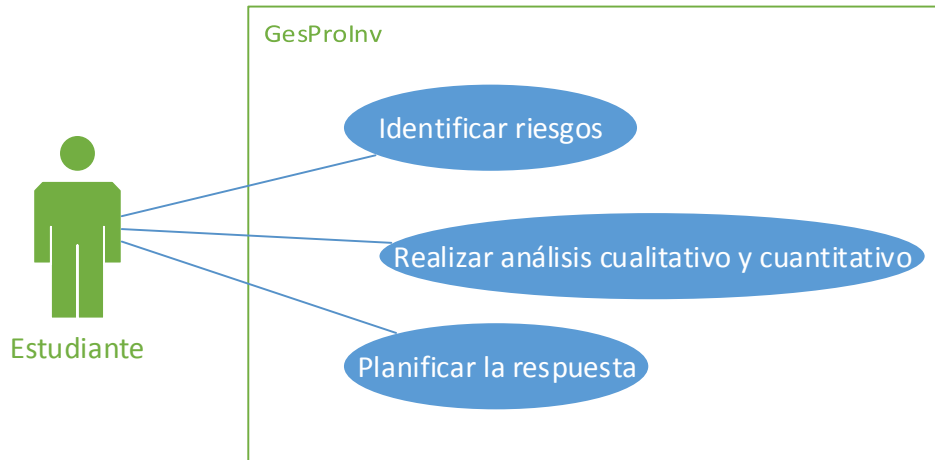 GesProInv
Identificar riesgos
Realizar análisis cualitativo y cuantitativo
Estudiante
Planificar la respuesta